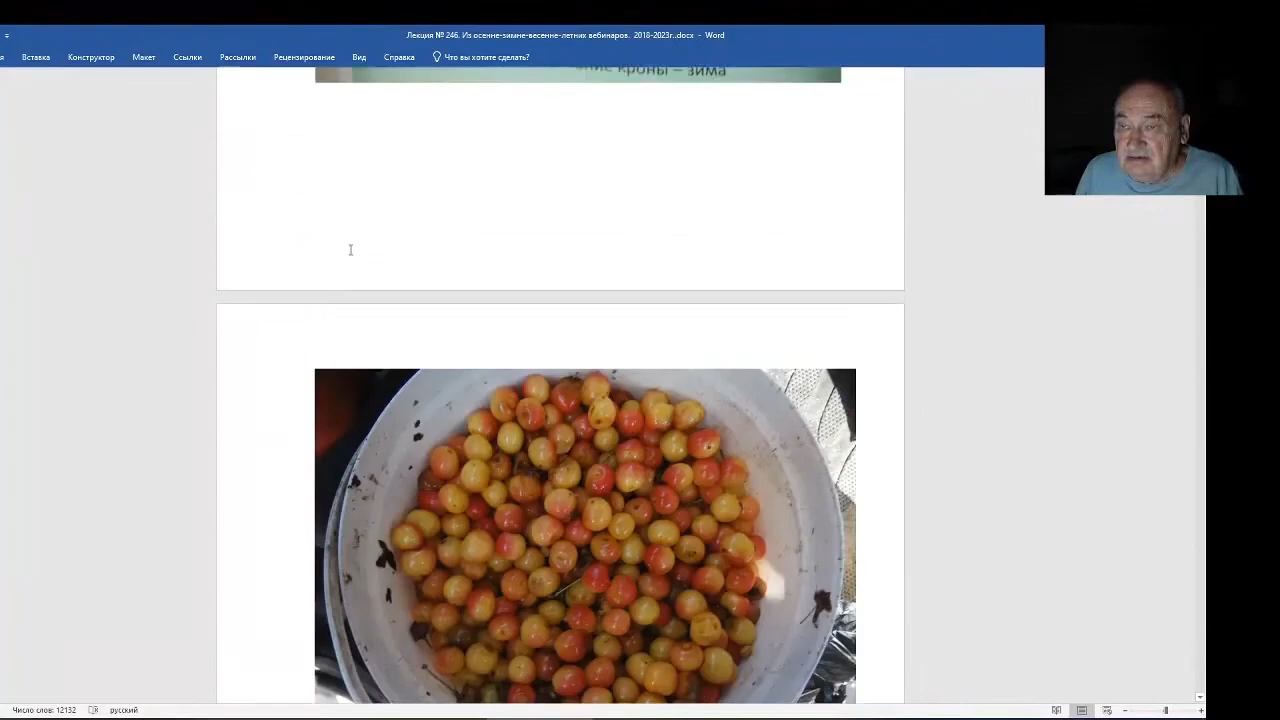 Лекция № 246. Из осенне-зимне-весенне-летних вебинаров. 2018-2023г..docx - Word
Вставка Конструктор Макет Ссылки Рассылки Рецензирование Вид Справка Что вы хотите сделать?
кроны – зима
Число слов: 12132 русский